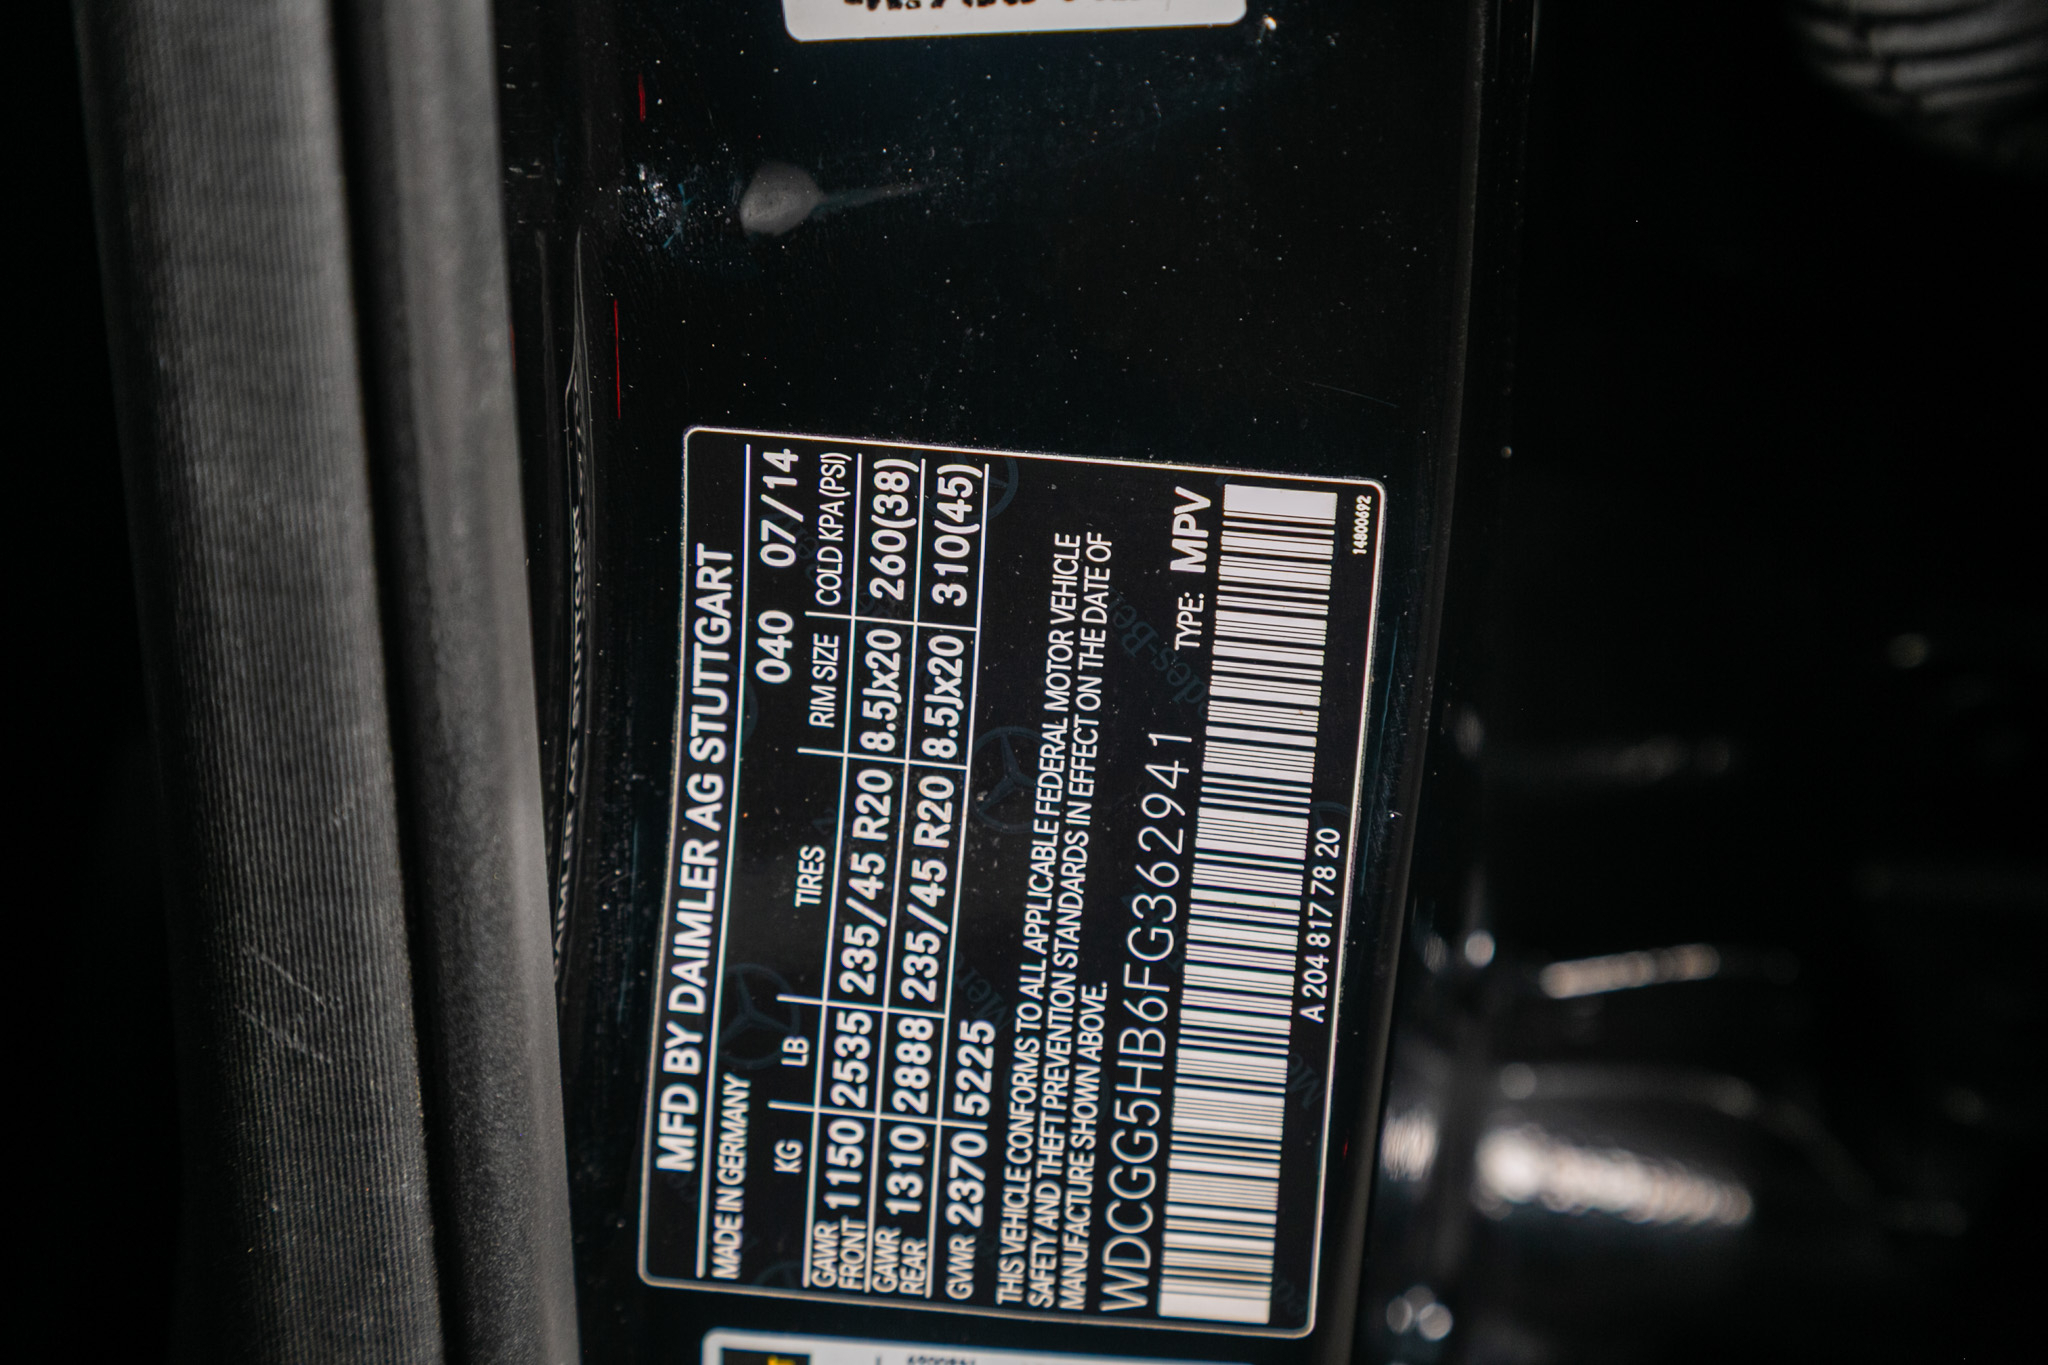 MFD BY DAIMLER AG STUTTGART
MADE IN GERMANY 040 07/14
KG LB TIRES RIM SIZE COLD KPA(PSI)
GAWR FRONT 1150 2535 235/45 R20 8.5Jx20 260(38)
GAWR REAR 1310 2888 235/45 R20 8.5Jx20 310(45)
GVWR 2370 5225
THIS VEHICLE CONFORMS TO ALL APPLICABLE FEDERAL MOTOR VEHICLE
SAFETY AND THEFT PREVENTION STANDARDS IN EFFECT ON THE DATE OF
MANUFACTURE SHOWN ABOVE.
WDCGG5HB6FG362941 TYPE: MPV
A 204 817 78 20 14800692